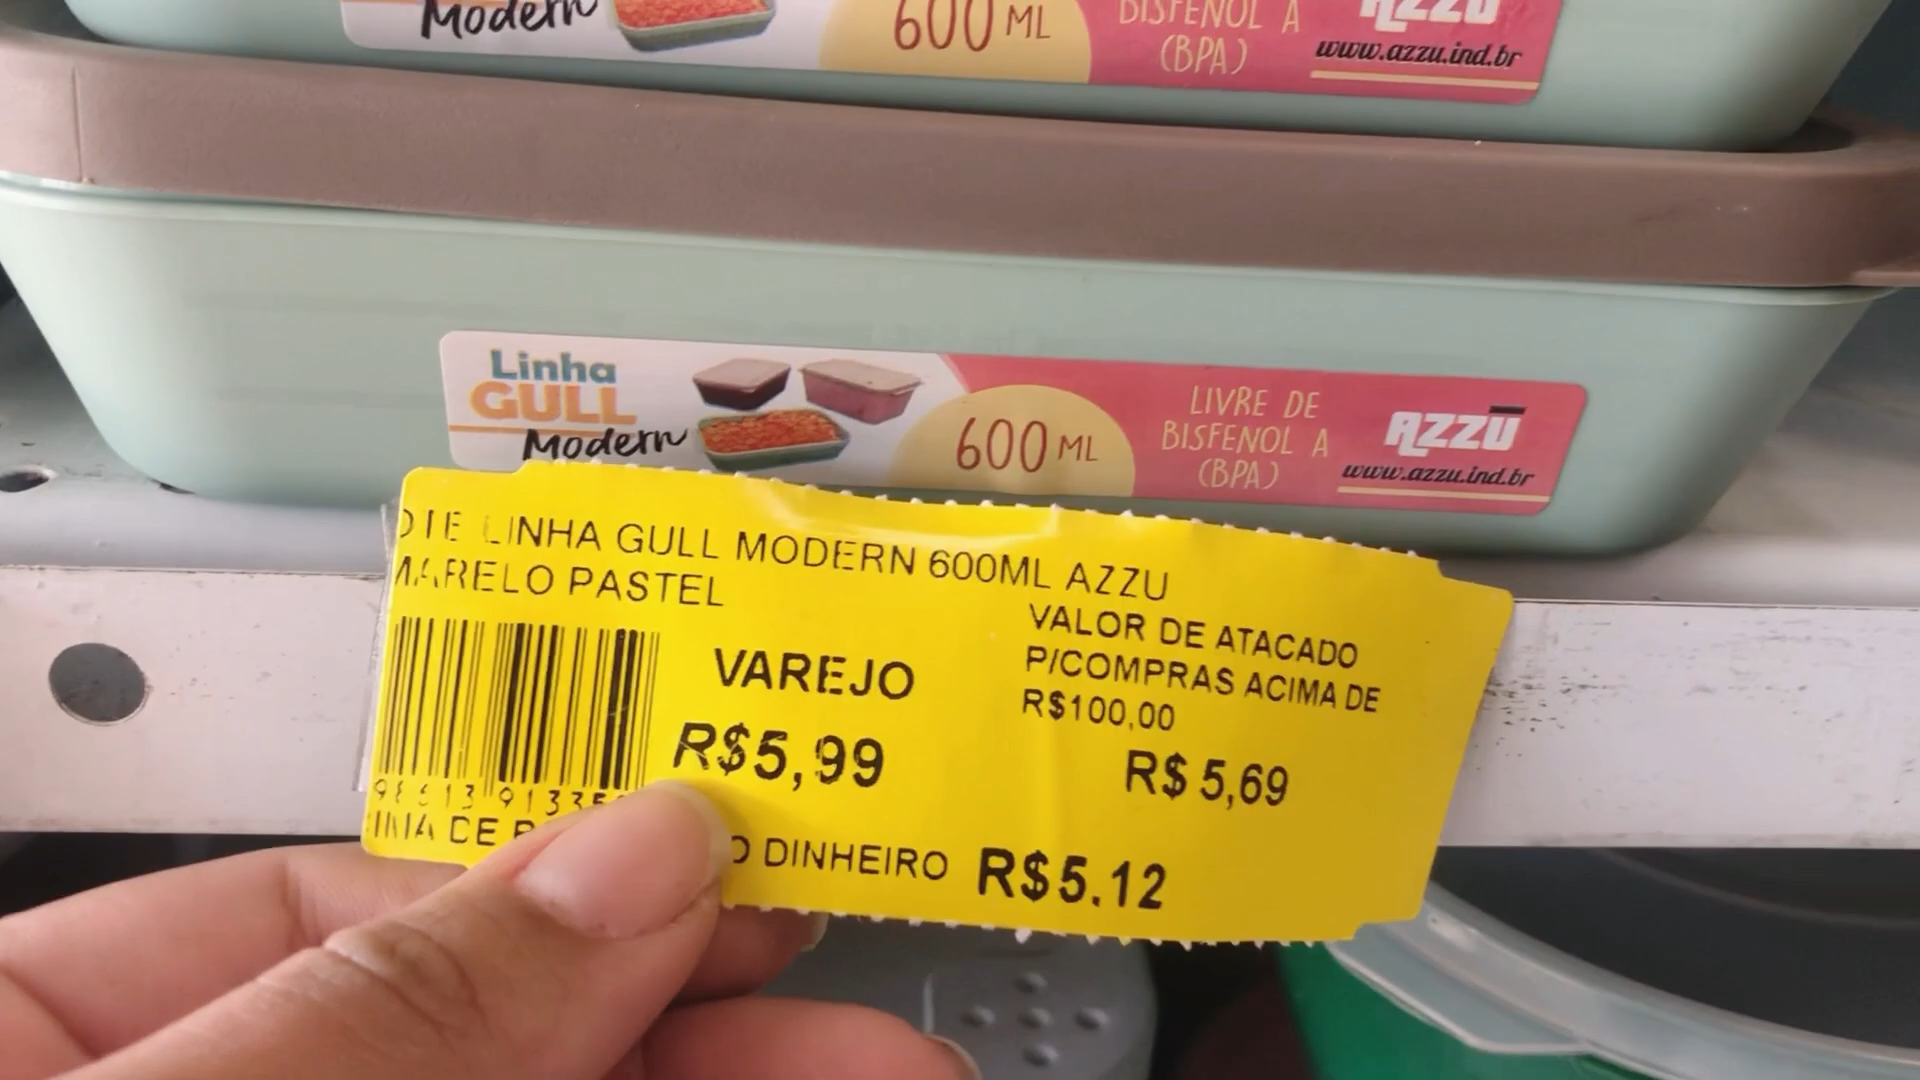 Modern
600 ML
BISFENOL A
(BPA)
AZZU
www.azzu.ind.br
Linha
GULL
Modern
600 ML
LIVRE DE
BISFENOL A
(BPA)
AZZU
www.azzu.ind.br
LINHA GULL MODERN 600ML AZZU
MARELO PASTEL
VAREJO
R$5,99
VALOR DE ATACADO
P/COMPRAS ACIMA DE
R$100,00
R$ 5,69
DE
DINHEIRO R$5.12